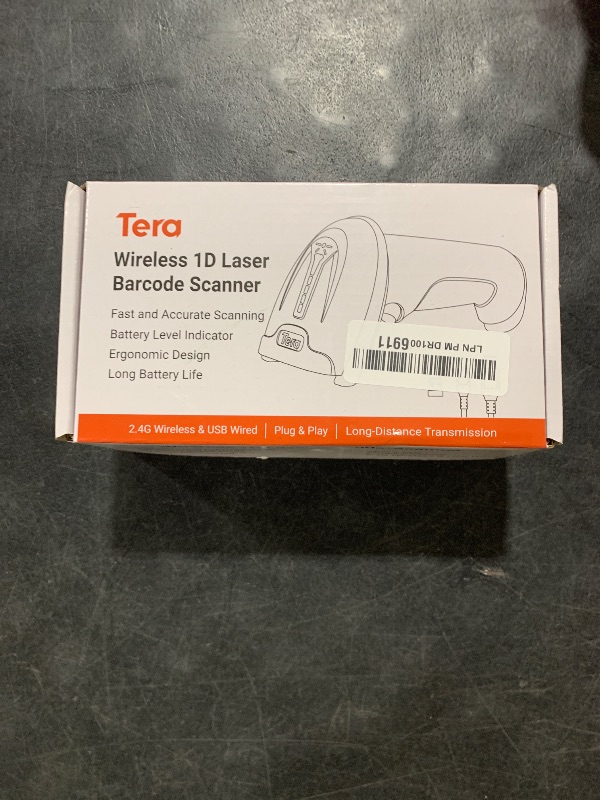 Tera
Wireless 1D Laser
Barcode Scanner
Fast and Accurate Scanning
Battery Level Indicator
Ergonomic Design
Long Battery Life
Tera
LPN PM DR1006911
2.4G Wireless & USB Wired | Plug & Play | Long-Distance Transmission